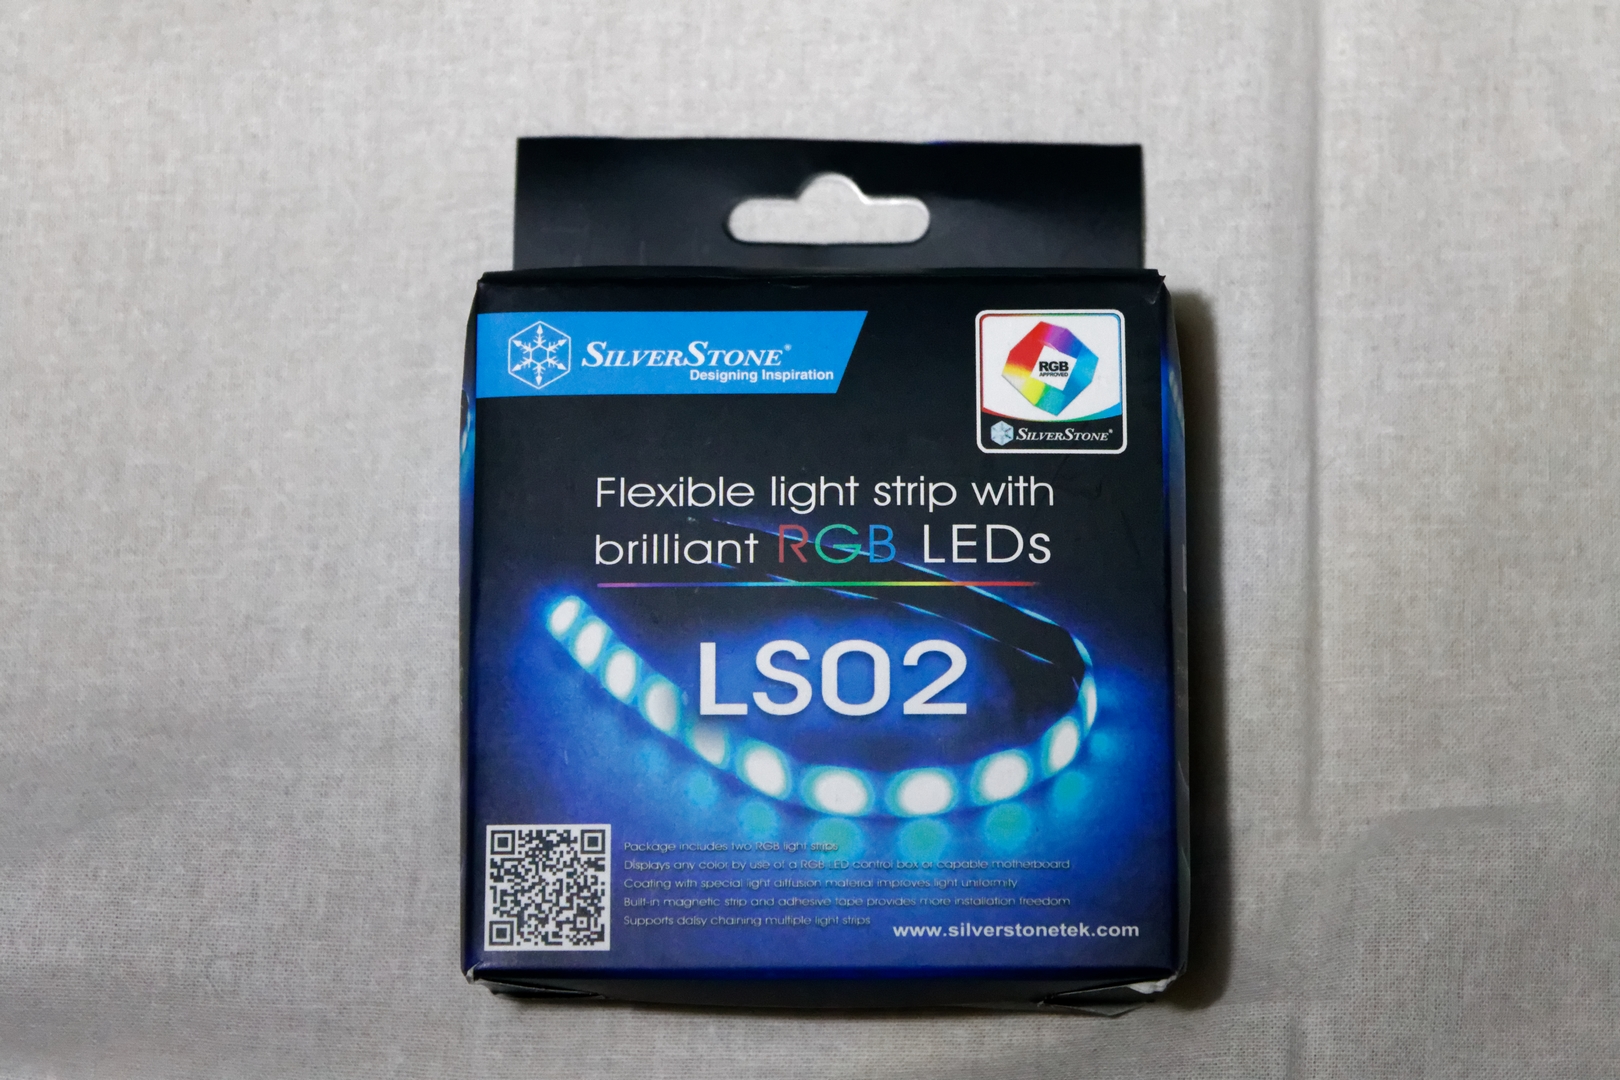 SILVERSTONE®
Designing Inspiration
RGB
APPROVED
SILVERSTONE®
Flexible light strip with
brilliant RGB LEDs
LS02
Package includes two RGB light strips
Displays any color by use of a RGB LED control box or capable motherboard
Coating with special light diffusion material improves light uniformity
Built-in magnetic strip and adhesive tape provides more installation freedom
Supports daisy chaining multiple light strips
www.silverstonetek.com